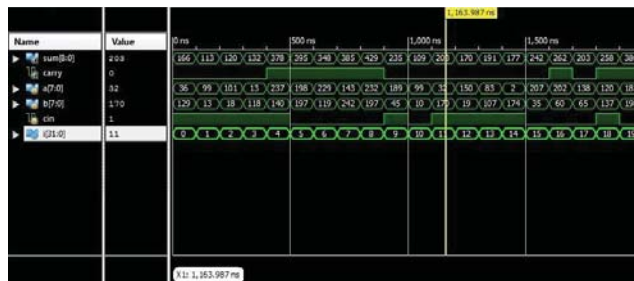 1,163.987 ns
Name Value 0 ns 500 ns 1,000 ns 1,500 ns
sum[8:0] 203 166 113 120 132 378 395 348 385 429 235 109 203 170 191 177 242 262 203 258
carry 0
a[7:0] 32 36 99 101 13 237 198 229 143 232 189 99 32 150 83 2 207 202 138 120
b[7:0] 170 129 13 18 118 140 197 119 242 197 45 10 170 19 107 174 35 60 65 137
cin 1
i[31:0] 11 0 1 2 3 4 5 6 7 8 9 10 11 12 13 14 15 16 17 18
X1: 1,163.987 ns